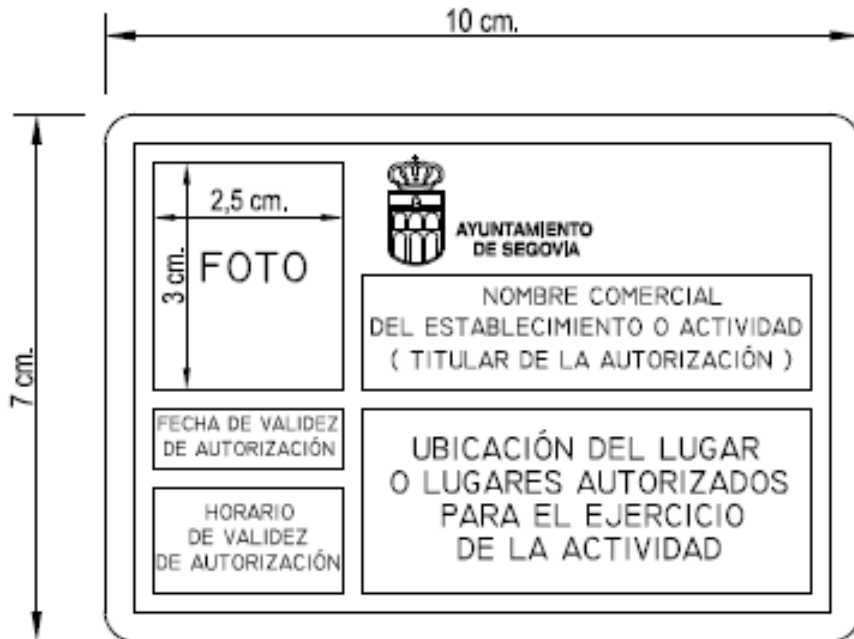 10 cm.
7 cm.
2,5 cm.
3 cm.
FOTO
AYUNTAMIENTO
DE SEGOVIA
NOMBRE COMERCIAL
DEL ESTABLECIMIENTO O ACTIVIDAD
( TITULAR DE LA AUTORIZACIÓN )
FECHA DE VALIDEZ
DE AUTORIZACIÓN
HORARIO
DE VALIDEZ
DE AUTORIZACIÓN
UBICACIÓN DEL LUGAR
O LUGARES AUTORIZADOS
PARA EL EJERCICIO
DE LA ACTIVIDAD